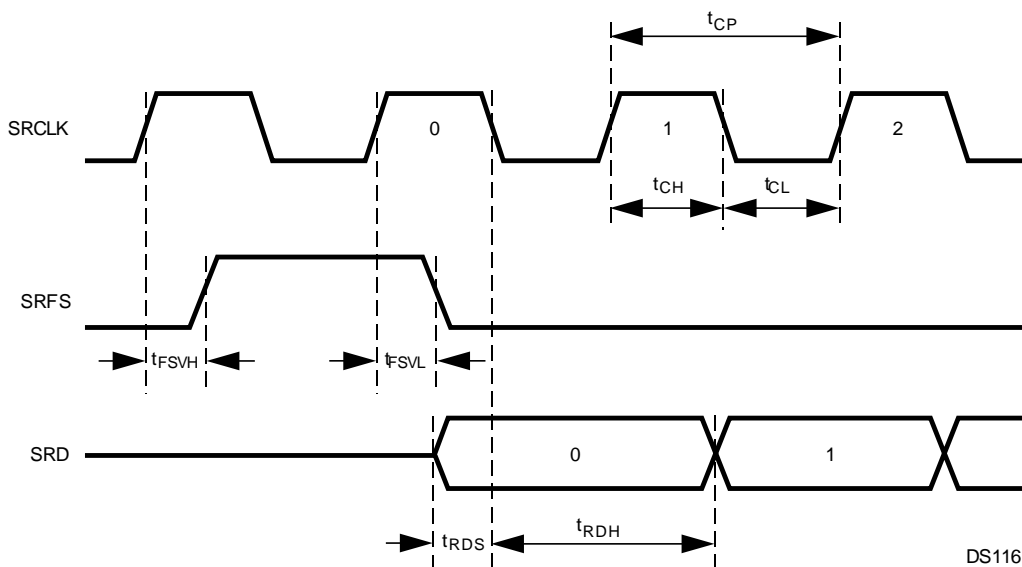 tCP
SRCLK
0
1
2
tCH
tCL
SRFS
tFSVH
tFSVL
SRD
0
1
tRDS
tRDH
DS116